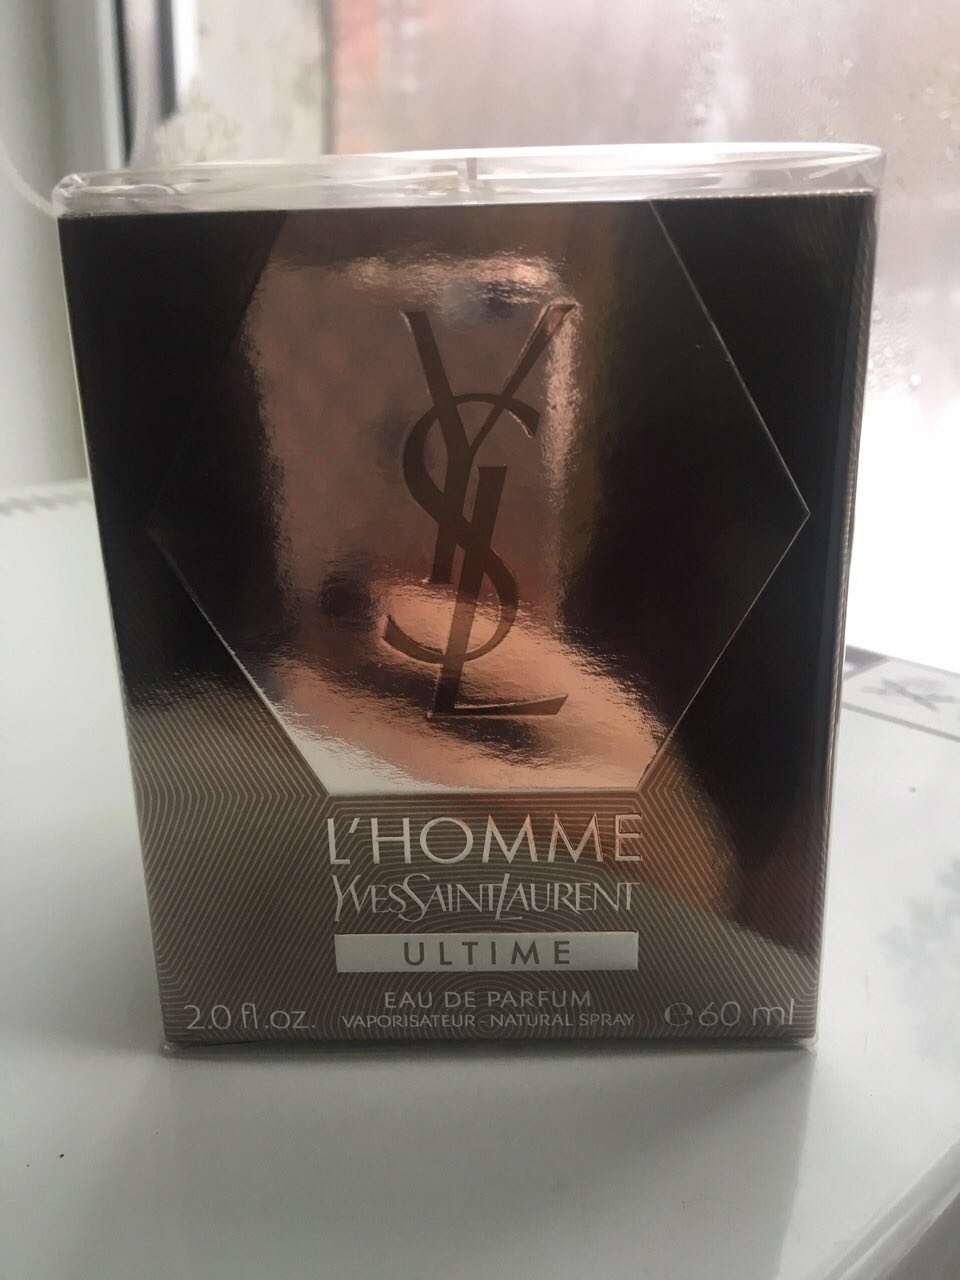 YSL
L'HOMME
YVESSAINTLAURENT
ULTIME
EAU DE PARFUM
2.0 fl.oz. VAPORISATEUR - NATURAL SPRAY e 60 ml